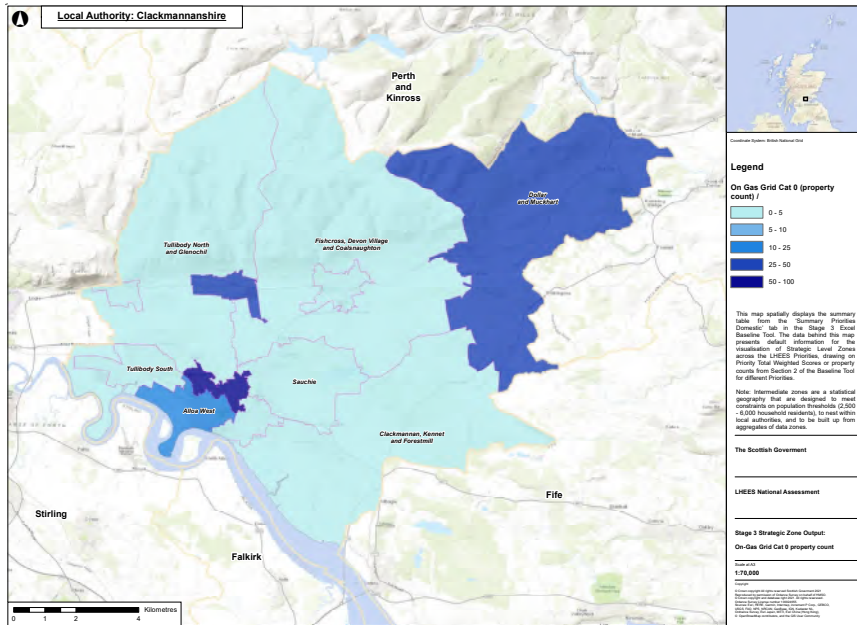 Local Authority: Clackmannanshire
Perth
and
Kinross
Dollar
and Muckhart
Tullibody North
and Glenochil
Fishcross, Devon Village
and Coalsnaughton
Tullibody South
Sauchie
Alloa West
Clackmannan, Kennet
and Forestmill
Stirling
Falkirk
Fife
0 1 2 4 Kilometres
Coordinate System: British National Grid
Legend
On Gas Grid Cat 0 (property
count) /
0 - 5
5 - 10
10 - 25
25 - 50
50 - 100
This map spatially displays the summary
table from the 'Summary Priorities
Domestic' tab in the Stage 3 Excel
Baseline Tool. The data behind this map
presents default information for the
visualisation of Strategic Level Zones
across the LHEES Priorities, drawing on
Priority Total Weighted Scores or property
counts from Section 2 of the Baseline Tool
for different Priorities.
Note: Intermediate zones are a statistical
geography that are designed to meet
constraints on population thresholds (2,500
- 6,000 household residents), to nest within
local authorities, and to be built up from
aggregates of data zones.
The Scottish Goverment
LHEES National Assessment
Stage 3 Strategic Zone Output:
On-Gas Grid Cat 0 property count
Scale at A3
1:70,000
Copyright